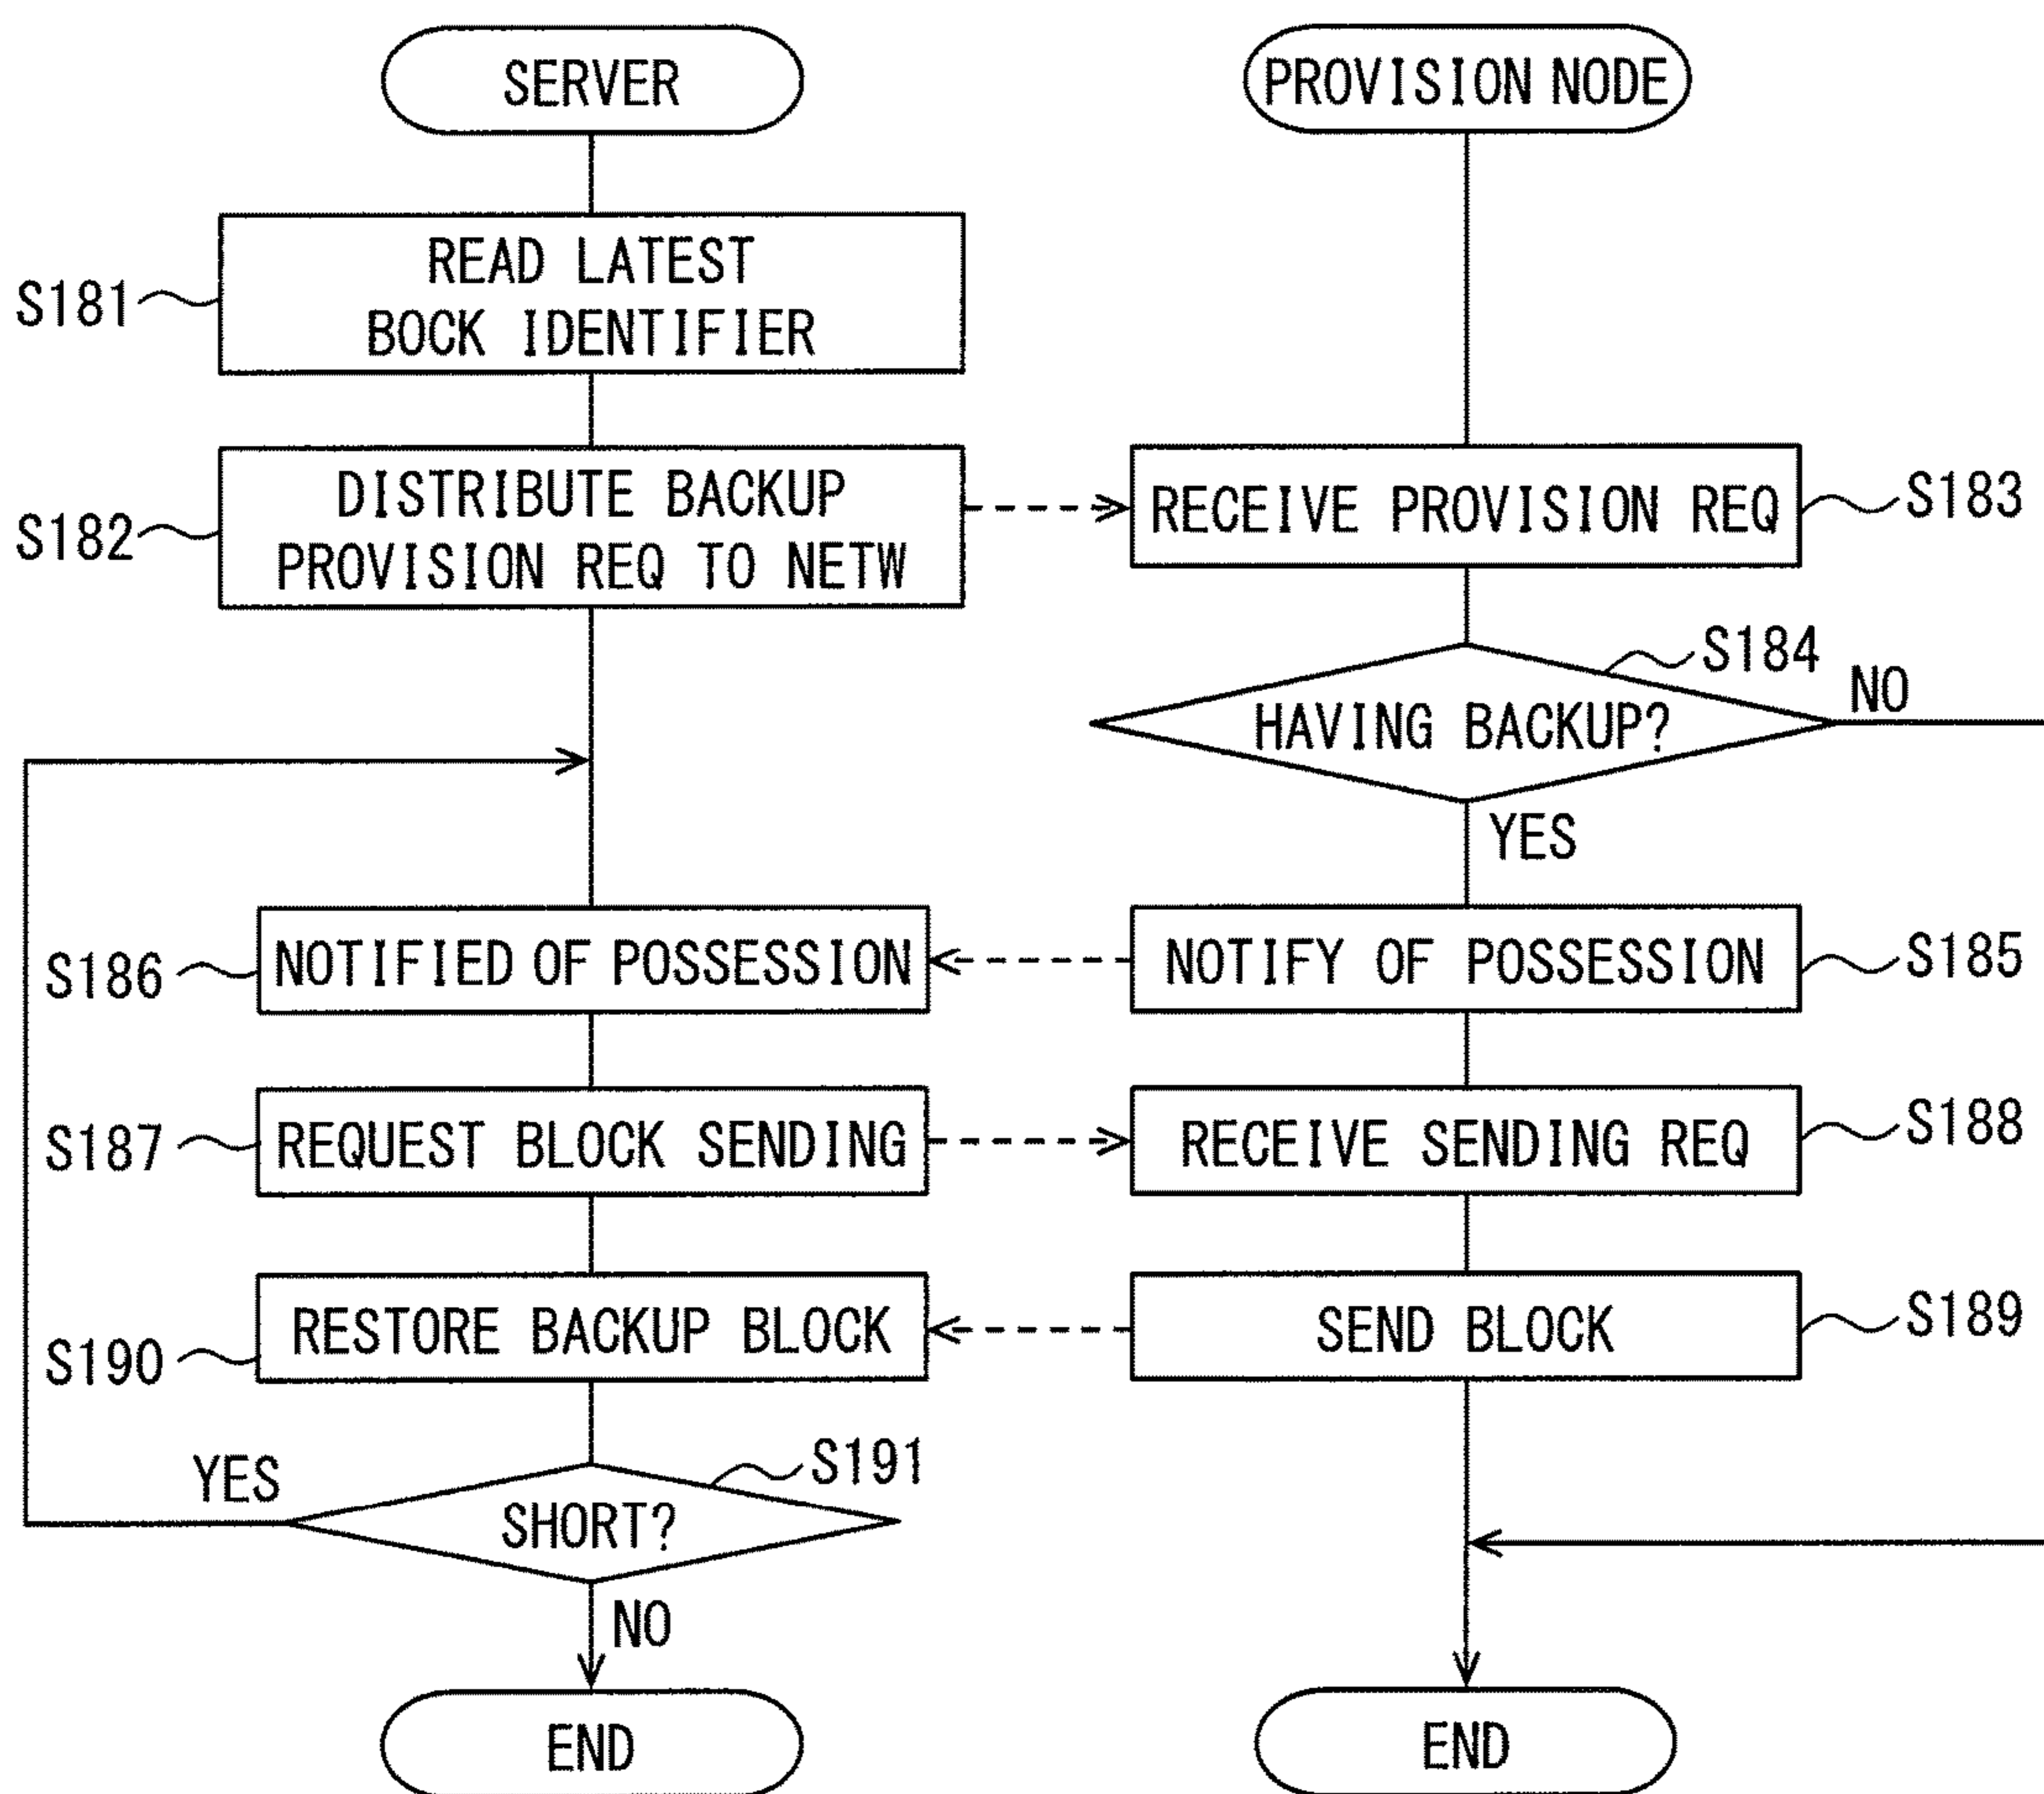 SERVER
PROVISION NODE
READ LATEST
BOCK IDENTIFIER
S181
DISTRIBUTE BACKUP
PROVISION REQ TO NETW
S182
RECEIVE PROVISION REQ
S183
S184
HAVING BACKUP?
NO
YES
NOTIFIED OF POSSESSION
S186
NOTIFY OF POSSESSION
S185
REQUEST BLOCK SENDING
S187
RECEIVE SENDING REQ
S188
RESTORE BACKUP BLOCK
S190
SEND BLOCK
S189
YES
S191
SHORT?
NO
END
END